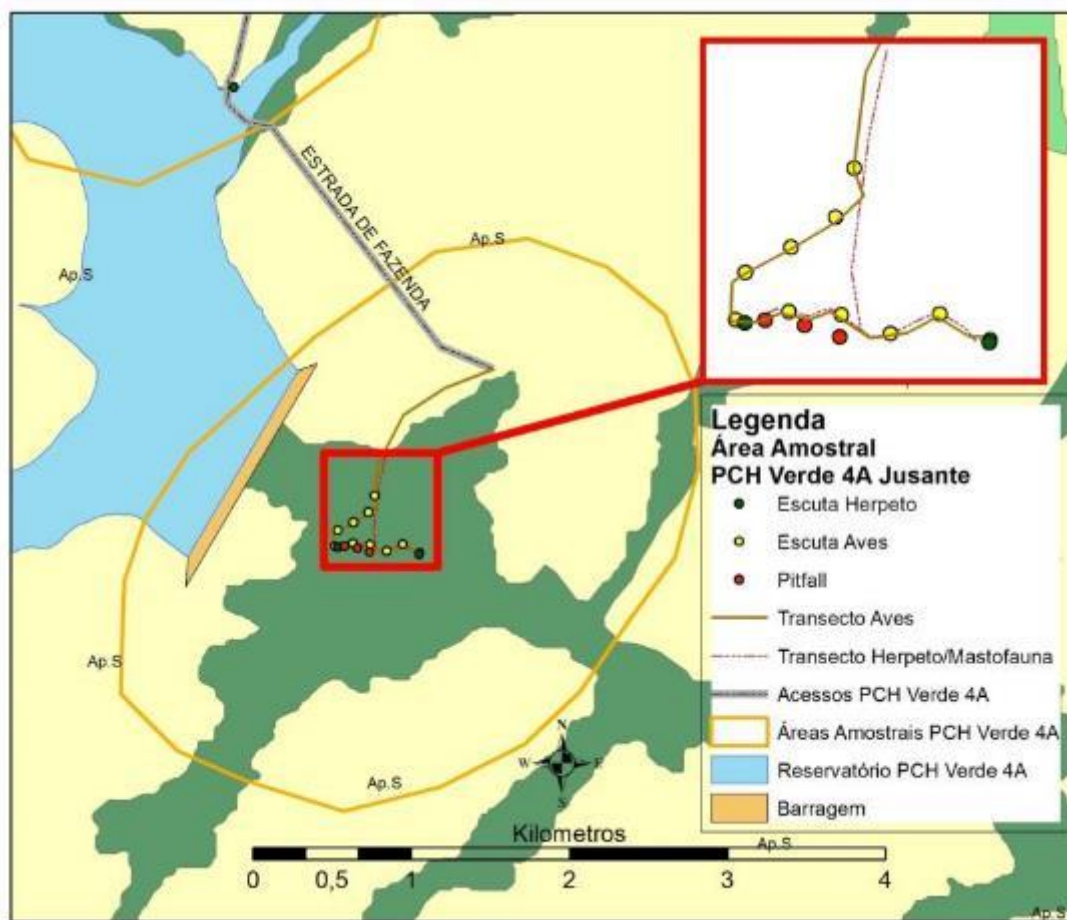 ESTRADA DE FAZENDA
Ap.S
Ap.S
Ap.S
Ap.S
Legenda
Área Amostral
PCH Verde 4A Jusante
Escuta Herpeto
Escuta Aves
Pitfall
Transecto Aves
Transecto Herpeto/Mastofauna
Acessos PCH Verde 4A
Áreas Amostrais PCH Verde 4A
Reservatório PCH Verde 4A
Barragem
N
W
E
S
Kilometros
0 0,5 1 2 3 4
Ap.S
Ap.S